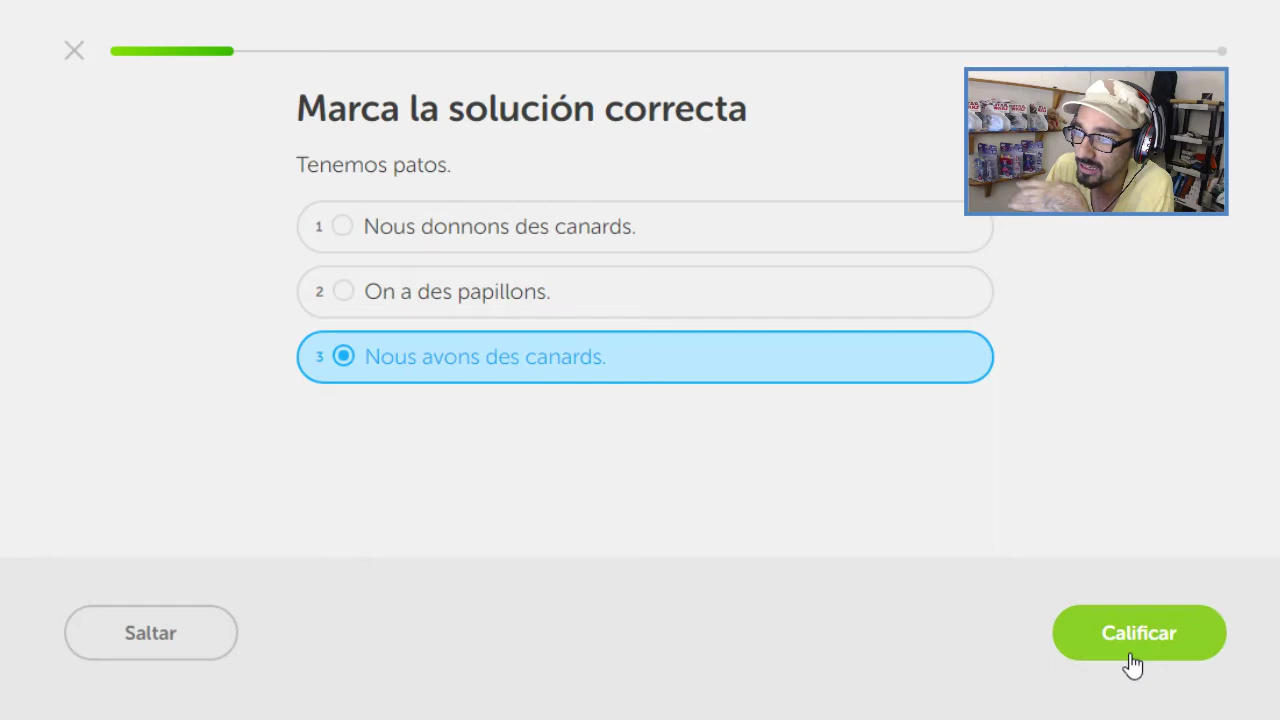 Marca la solución correcta
Tenemos patos.
1 Nous donnons des canards.
2 On a des papillons.
3 Nous avons des canards.
Saltar
Calificar